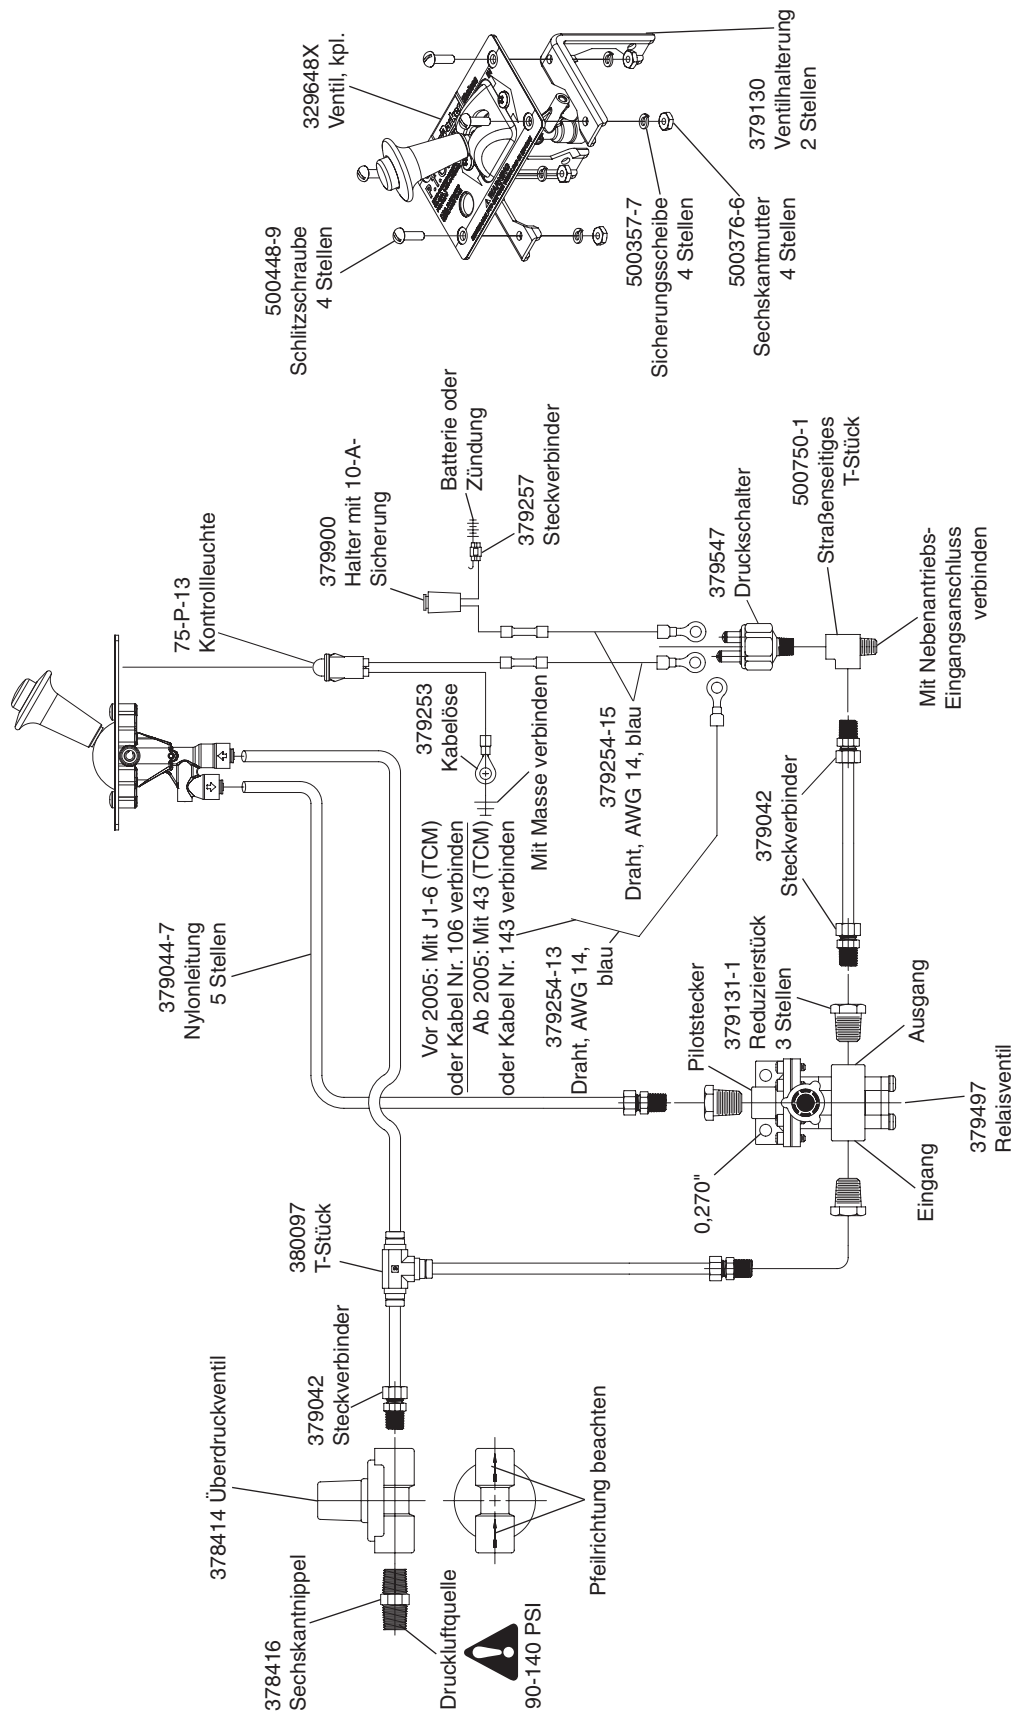 378416
Sechskantnippel
378414 Überdruckventil
Druckluftquelle
90-140 PSI
Pfeilrichtung beachten
379042
Steckverbinder
380097
T-Stück
379044-7
Nylonleitung
5 Stellen
75-P-13
Kontrollleuchte
379900
Halter mit 10-A-
Sicherung
Batterie oder
Zündung
379257
Steckverbinder
379253
Kabelöse
Mit Masse verbinden
Vor 2005: Mit J1-6 (TCM)
oder Kabel Nr. 106 verbinden
Ab 2005: Mit 43 (TCM)
oder Kabel Nr. 143 verbinden
379254-13
Draht, AWG 14,
blau
379254-15
Draht, AWG 14, blau
379547
Druckschalter
500750-1
Straßenseitiges
T-Stück
Mit Nebenantriebs-
Eingangsanschluss
verbinden
379042
Steckverbinder
Pilotstecker
379131-1
Reduzierstück
3 Stellen
0,270"
Eingang
Ausgang
379497
Relaisventil
500448-9
Schlitzschraube
4 Stellen
329648X
Ventil, kpl.
500357-7
Sicherungsscheibe
4 Stellen
500376-6
Sechskantmutter
4 Stellen
379130
Ventilhalterung
2 Stellen